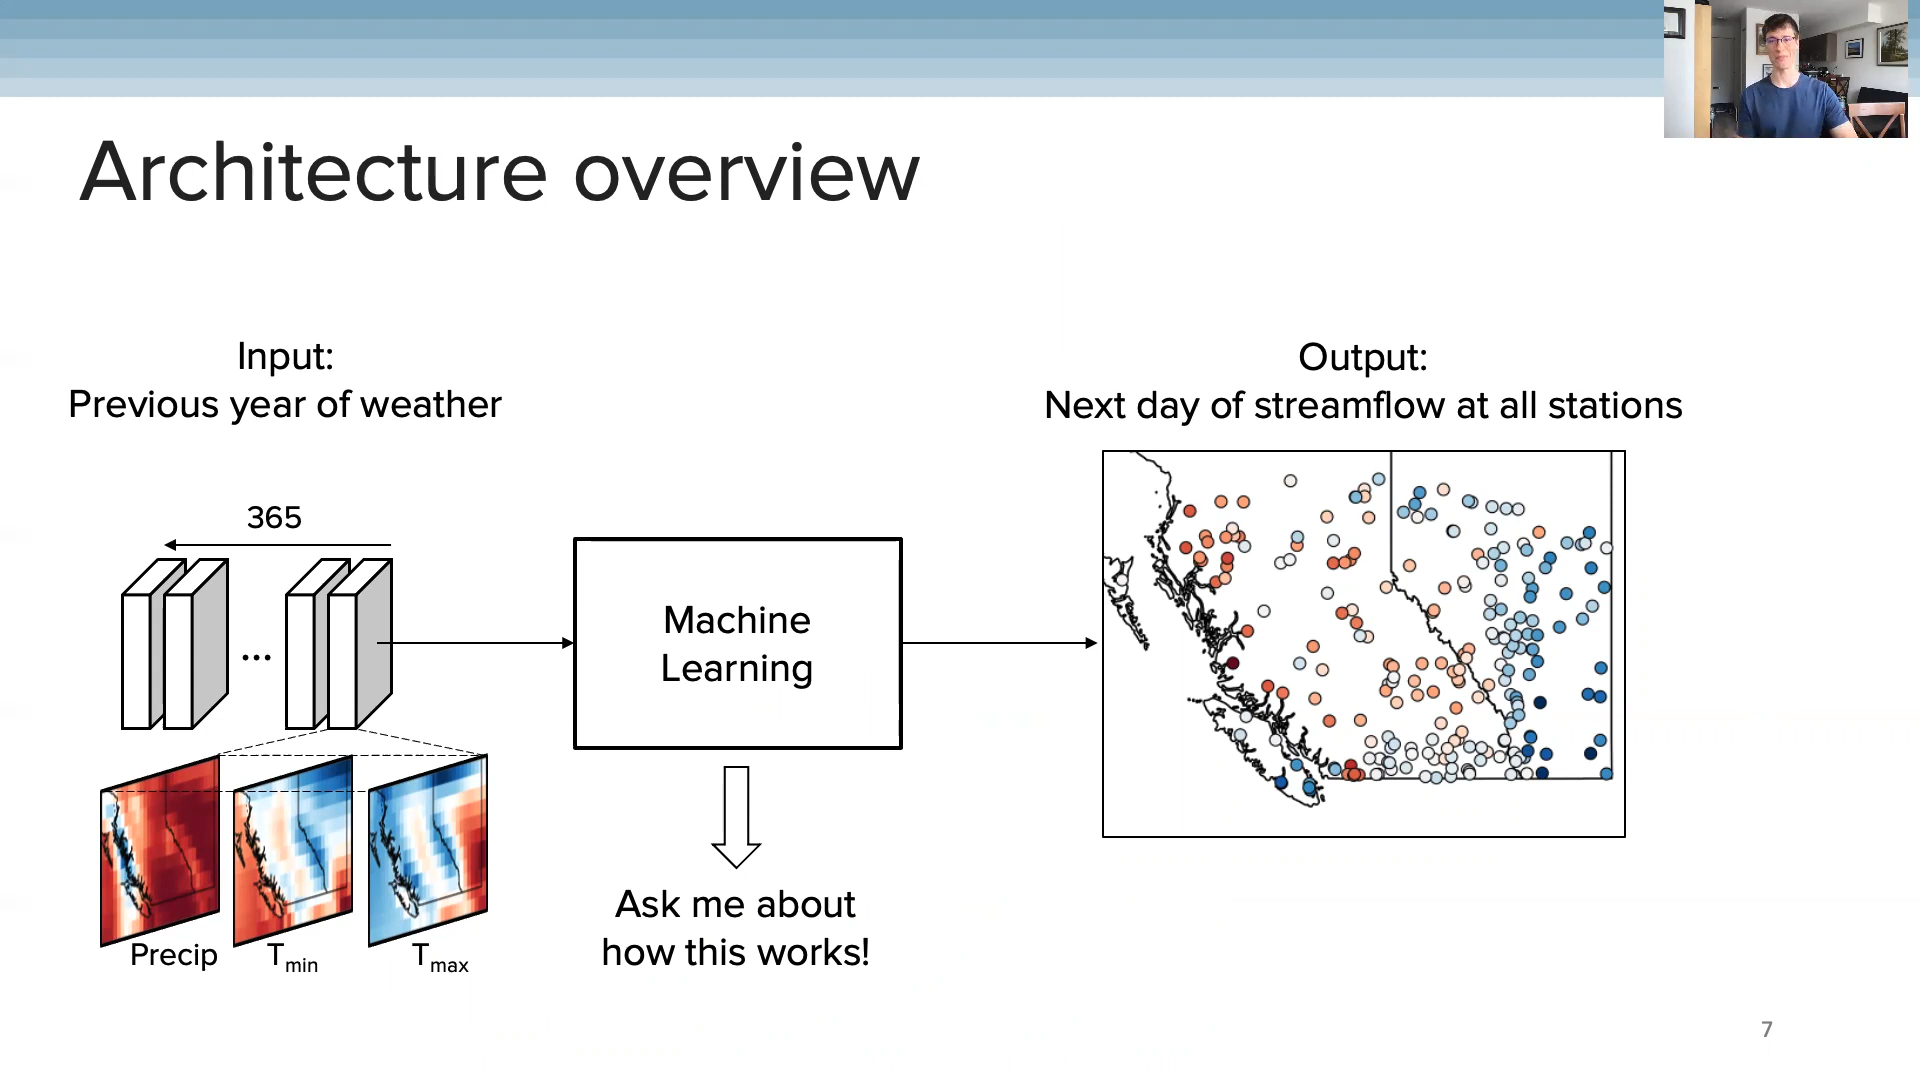 Architecture overview
Input:
Previous year of weather
Output:
Next day of streamflow at all stations
365
...
Machine
Learning
Ask me about
how this works!
Precip
Tmin
Tmax
7